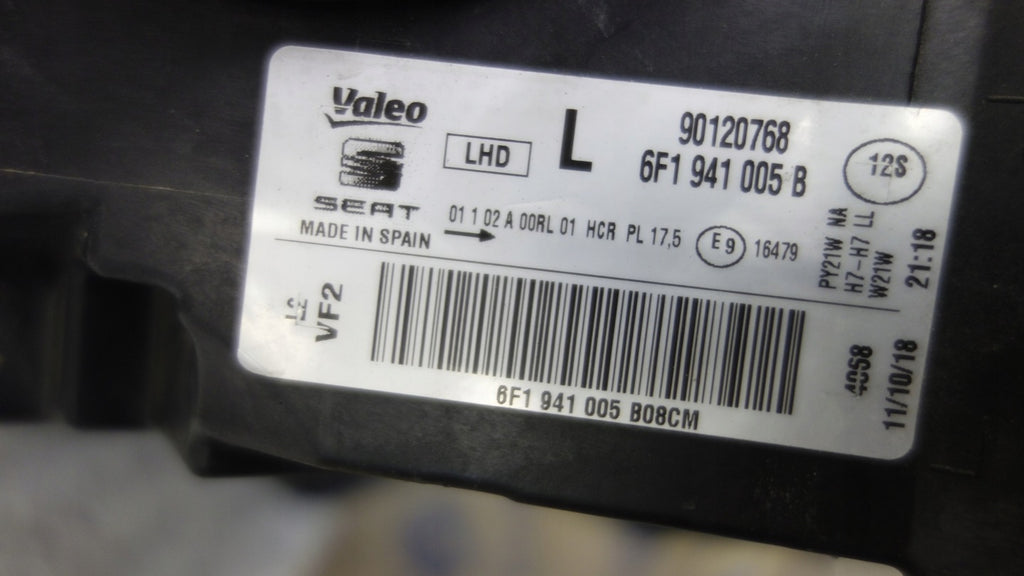 Valeo
SEAT
MADE IN SPAIN
LHD
L
90120768
6F1 941 005 B
12S
01 1 02 A 00RL 01 HCR PL 17,5
E9 16479
PY21W NA
H7-H7 LL
W21W
21:18
VF2
6F1 941 005 B08CM
4058
11/10/18